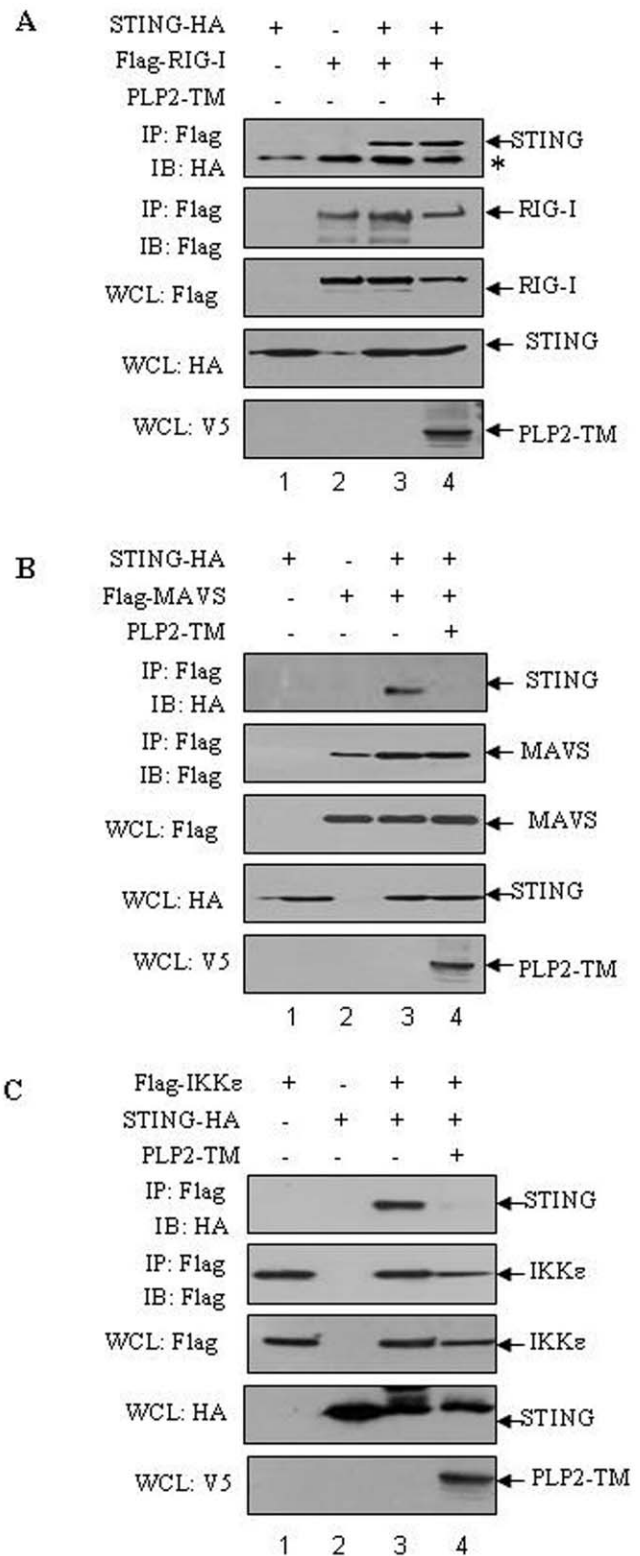 A
STING-HA + - + +
Flag-RIG-I - + + +
PLP2-TM - - - +
IP: Flag
IB: HA
STING
*
IP: Flag
IB: Flag
RIG-I
WCL: Flag
RIG-I
WCL: HA
STING
WCL: V5
PLP2-TM
1 2 3 4
B
STING-HA + - + +
Flag-MAVS - + + +
PLP2-TM - - - +
IP: Flag
IB: HA
STING
IP: Flag
IB: Flag
MAVS
WCL: Flag
MAVS
WCL: HA
STING
WCL: V5
PLP2-TM
1 2 3 4
C
Flag-IKKε + - + +
STING-HA - + + +
PLP2-TM - - - +
IP: Flag
IB: HA
STING
IP: Flag
IB: Flag
IKKε
WCL: Flag
IKKε
WCL: HA
STING
WCL: V5
PLP2-TM
1 2 3 4